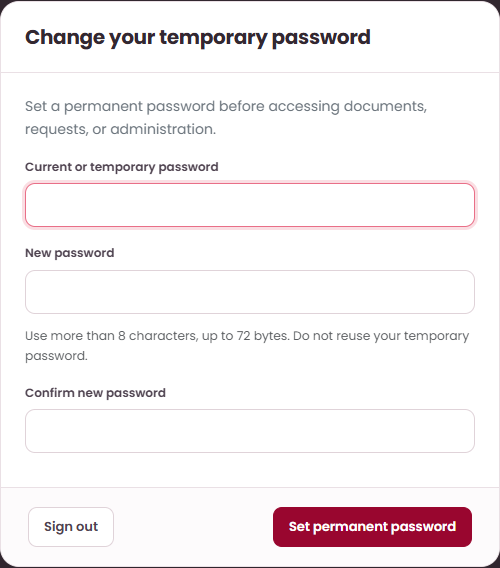 Change your temporary password
Set a permanent password before accessing documents,
requests, or administration.
Current or temporary password
New password
Use more than 8 characters, up to 72 bytes. Do not reuse your temporary
password.
Confirm new password
Sign out
Set permanent password